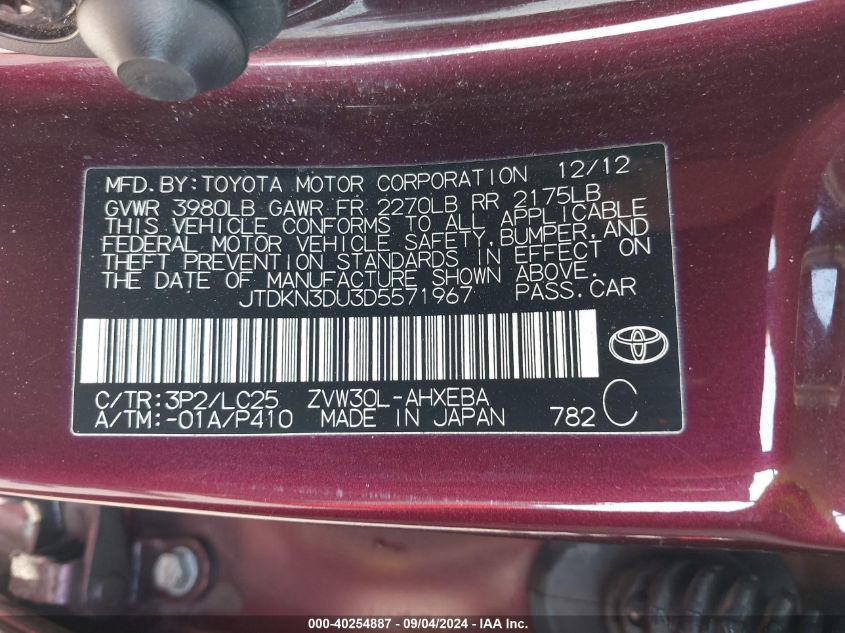 MFD. BY: TOYOTA MOTOR CORPORATION 12/12
GVWR 3980LB GAWR FR 2270LB RR 2175LB
THIS VEHICLE CONFORMS TO ALL APPLICABLE
FEDERAL MOTOR VEHICLE SAFETY, BUMPER, AND
THEFT PREVENTION STANDARDS IN EFFECT ON
THE DATE OF MANUFACTURE SHOWN ABOVE.
JTDKN3DU3D5571967 PASS. CAR
C/TR: 3P2/LC25 ZVW30L-AHXEBA
A/TM: -01A/P410 MADE IN JAPAN 782 C
000-40254887 - 09/04/2024 - IAA Inc.